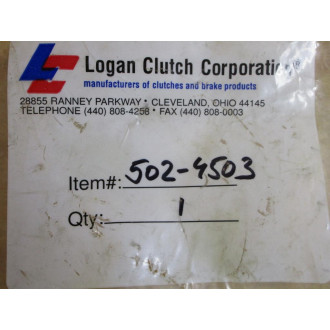 Logan Clutch Corporation®
manufacturers of clutches and brake products
28855 RANNEY PARKWAY • CLEVELAND, OHIO 44145
TELEPHONE (440) 808-4258 • FAX (440) 808-0003
Item#: 502-4503
Qty: 1